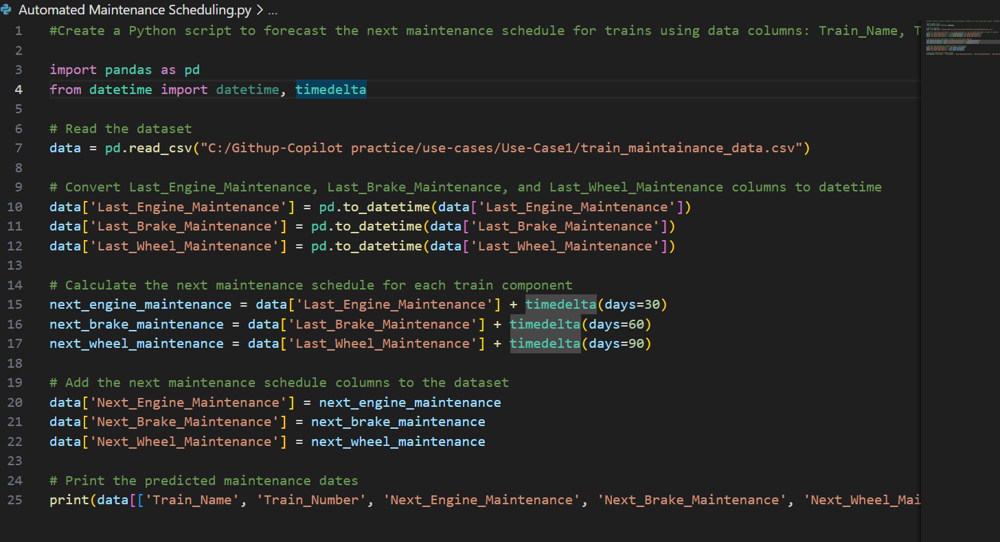 Automated Maintenance Scheduling.py > ...
1 #Create a Python script to forecast the next maintenance schedule for trains using data columns: Train_Name, T
2
3 import pandas as pd
4 from datetime import datetime, timedelta
5
6 # Read the dataset
7 data = pd.read_csv("C:/Githup-Copilot practice/use-cases/Use-Case1/train_maintainance_data.csv")
8
9 # Convert Last_Engine_Maintenance, Last_Brake_Maintenance, and Last_Wheel_Maintenance columns to datetime
10 data['Last_Engine_Maintenance'] = pd.to_datetime(data['Last_Engine_Maintenance'])
11 data['Last_Brake_Maintenance'] = pd.to_datetime(data['Last_Brake_Maintenance'])
12 data['Last_Wheel_Maintenance'] = pd.to_datetime(data['Last_Wheel_Maintenance'])
13
14 # Calculate the next maintenance schedule for each train component
15 next_engine_maintenance = data['Last_Engine_Maintenance'] + timedelta(days=30)
16 next_brake_maintenance = data['Last_Brake_Maintenance'] + timedelta(days=60)
17 next_wheel_maintenance = data['Last_Wheel_Maintenance'] + timedelta(days=90)
18
19 # Add the next maintenance schedule columns to the dataset
20 data['Next_Engine_Maintenance'] = next_engine_maintenance
21 data['Next_Brake_Maintenance'] = next_brake_maintenance
22 data['Next_Wheel_Maintenance'] = next_wheel_maintenance
23
24 # Print the predicted maintenance dates
25 print(data[['Train_Name', 'Train_Number', 'Next_Engine_Maintenance', 'Next_Brake_Maintenance', 'Next_Wheel_Mai